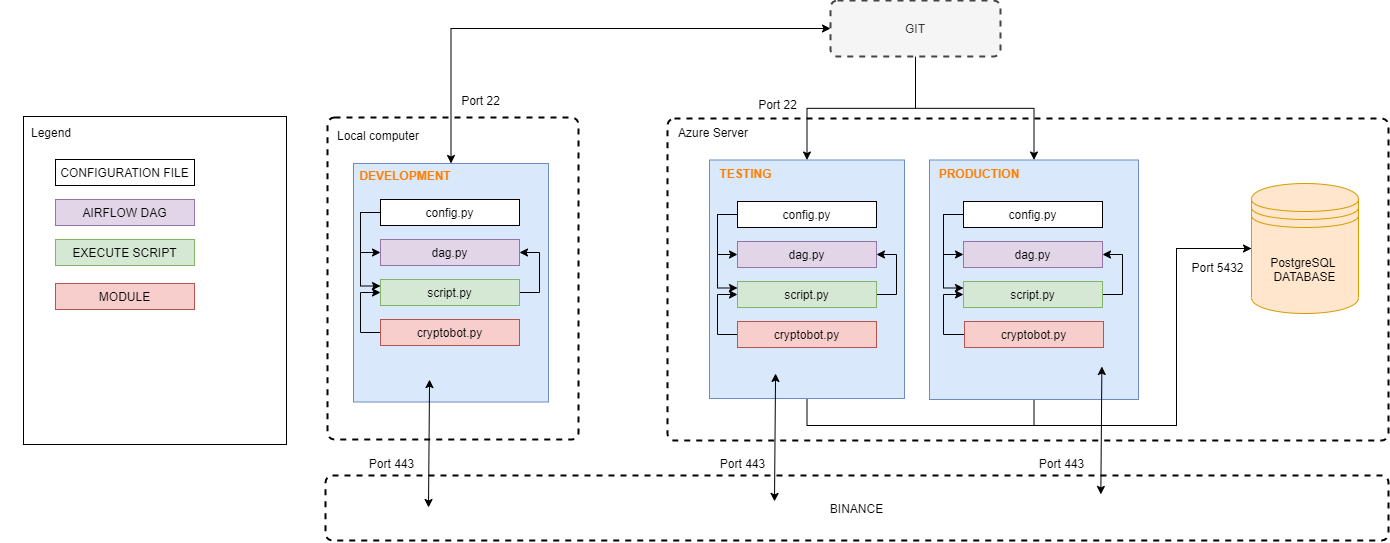 GIT
Port 22
Port 22
Legend
CONFIGURATION FILE
AIRFLOW DAG
EXECUTE SCRIPT
MODULE
Local computer
DEVELOPMENT
config.py
dag.py
script.py
cryptobot.py
Azure Server
TESTING
config.py
dag.py
script.py
cryptobot.py
PRODUCTION
config.py
dag.py
script.py
cryptobot.py
Port 5432
PostgreSQL
DATABASE
Port 443
Port 443
Port 443
BINANCE